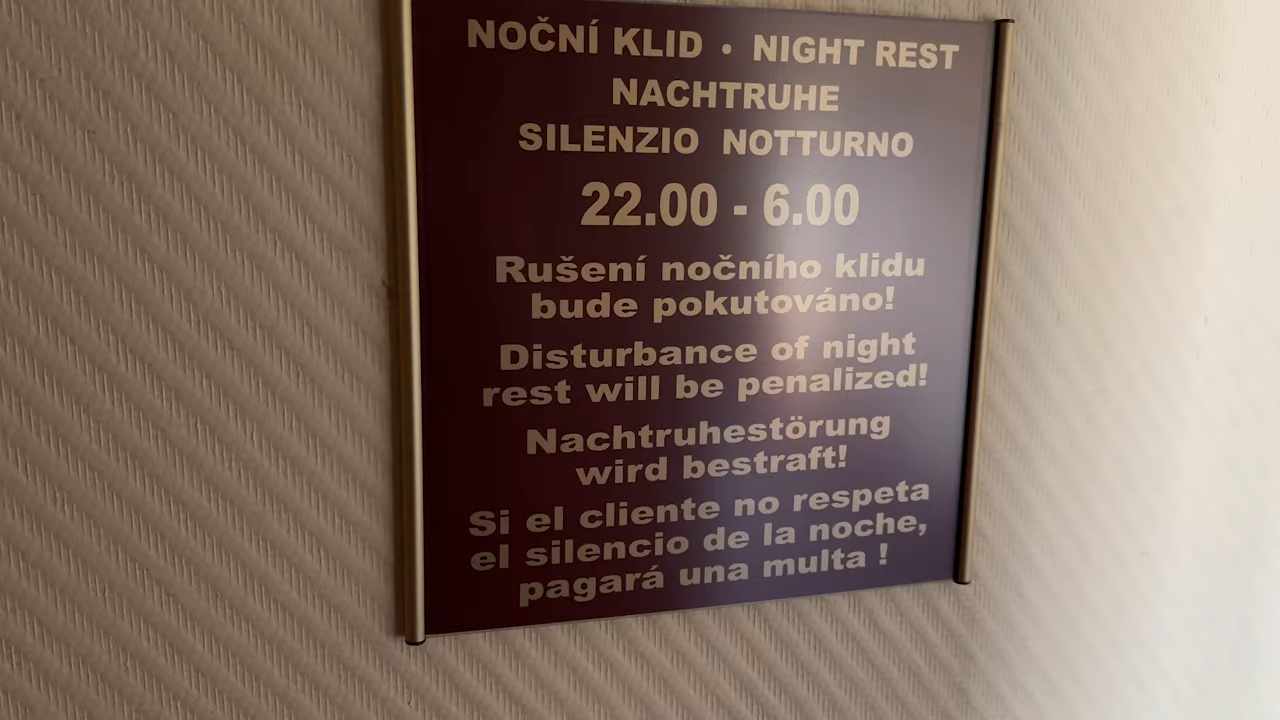 NOČNÍ KLID • NIGHT REST
NACHTRUHE
SILENZIO NOTTURNO
22.00 - 6.00
Rušení nočního klidu
bude pokutováno!
Disturbance of night
rest will be penalized!
Nachtruhestörung
wird bestraft!
Si el cliente no respeta
el silencio de la noche,
pagará una multa !